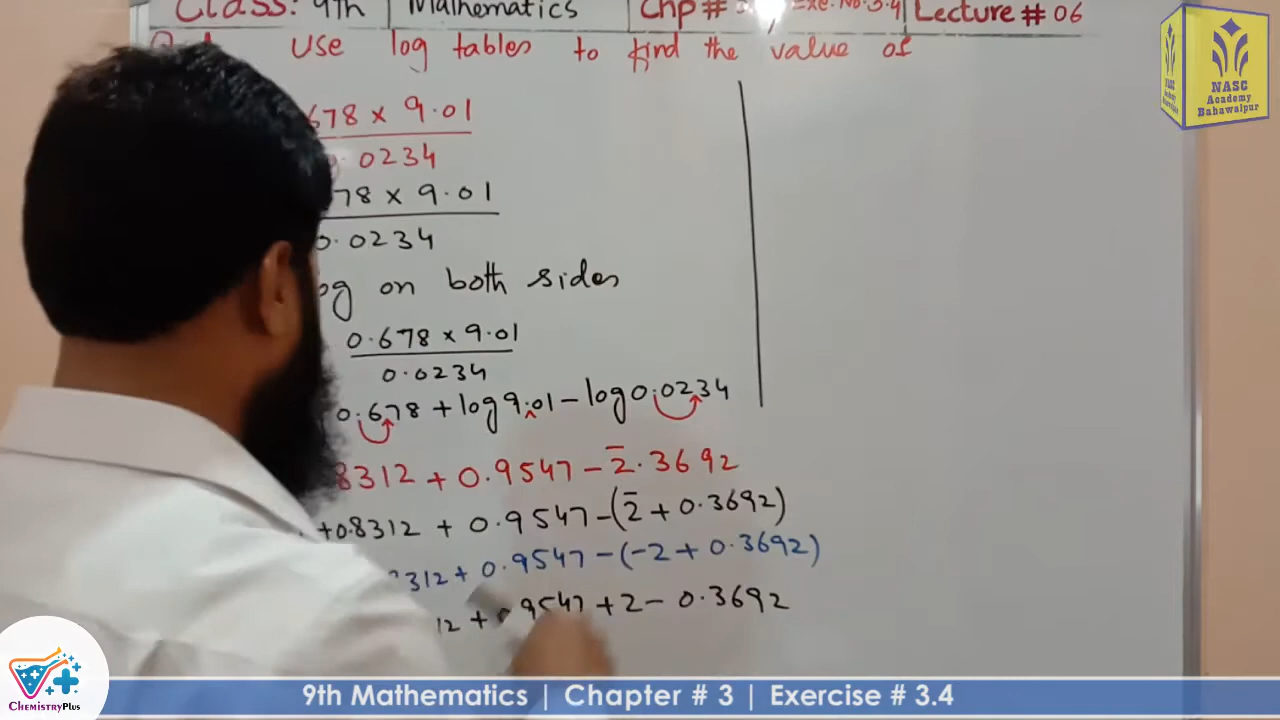 Class: 9th | Mathematics | Chp # Exe. No. 3.4 | Lecture # 06
use log tables to find the value of
678 × 9.01
0.0234
78 × 9.01
0.0234
on both sides
0.678 × 9.01
0.0234
0.678 + log 9.01 - log 0.0234
8312 + 0.9547 - 2̅.3692
+0.8312 + 0.9547 - (2̅ + 0.3692)
312 + 0.9547 - (-2 + 0.3692)
12 + 0.9547 + 2 - 0.3692
NASC
Academy
Bahawalpur
ChemistryPlus
9th Mathematics | Chapter # 3 | Exercise # 3.4